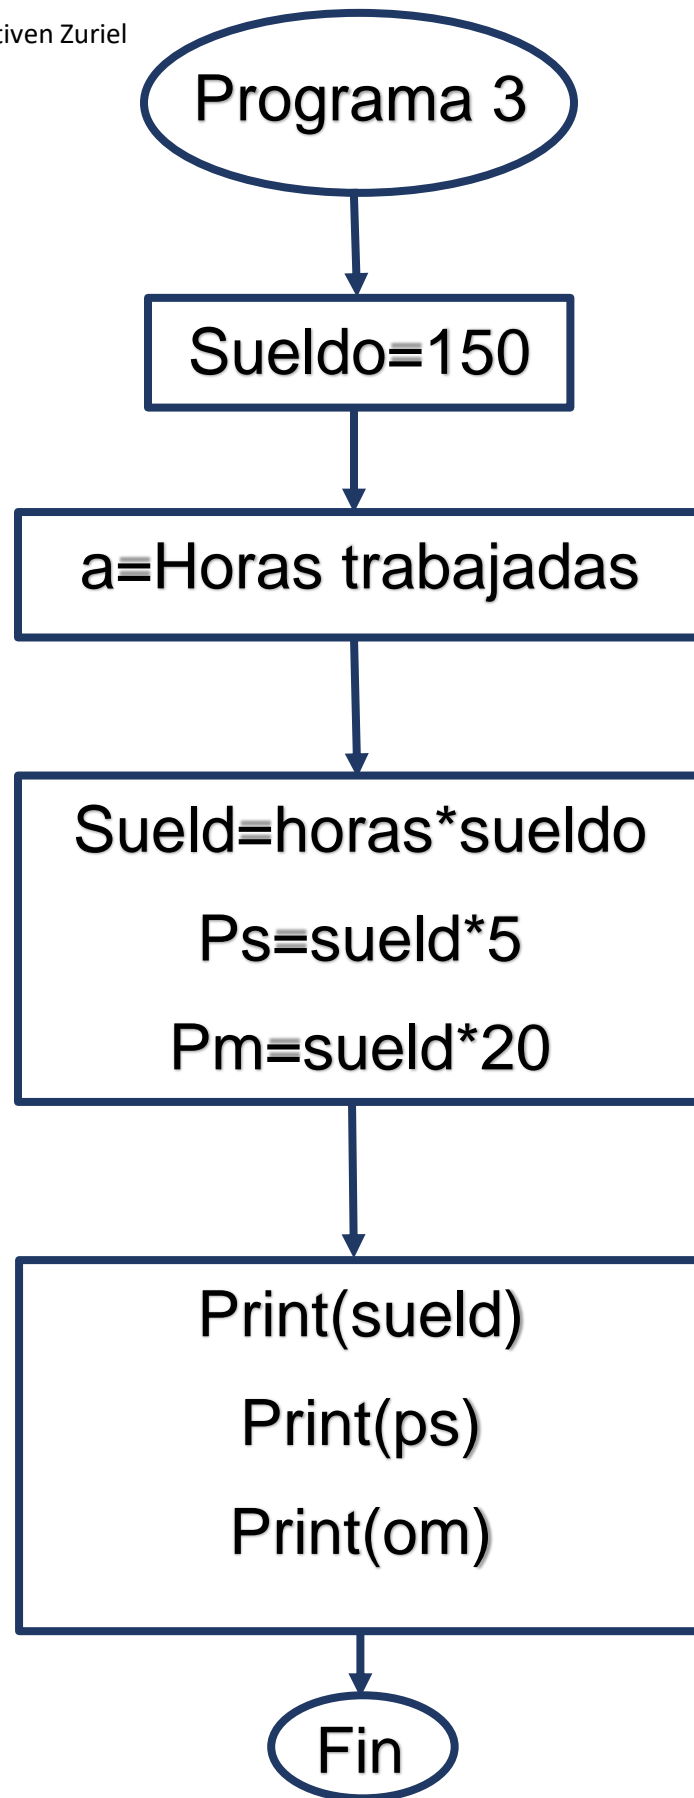 Zuriel
Programa 3
Sueldo=150
a=Horas trabajadas
Sueld=horas*sueldo
Ps=sueld*5
Pm=sueld*20
Print(sueld)
Print(ps)
Print(om)
Fin